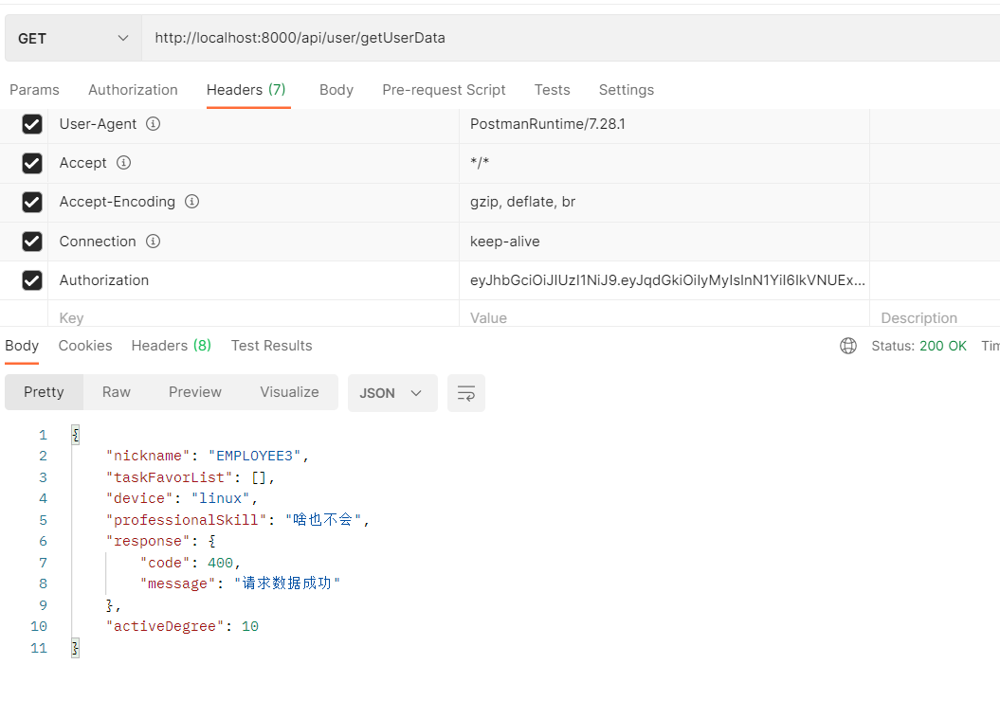 GET http://localhost:8000/api/user/getUserData
Params Authorization Headers (7) Body Pre-request Script Tests Settings
User-Agent PostmanRuntime/7.28.1
Accept */*
Accept-Encoding gzip, deflate, br
Connection keep-alive
Authorization eyJhbGciOiJIUzI1NiJ9.eyJqdGkiOiIyMyIsInN1YiI6IkVNUEx...
Key Value Description
Body Cookies Headers (8) Test Results Status: 200 OK Tim
Pretty Raw Preview Visualize JSON
1 {
2 "nickname": "EMPLOYEE3",
3 "taskFavorList": [],
4 "device": "linux",
5 "professionalSkill": "啥也不会",
6 "response": {
7 "code": 400,
8 "message": "请求数据成功"
9 },
10 "activeDegree": 10
11 }